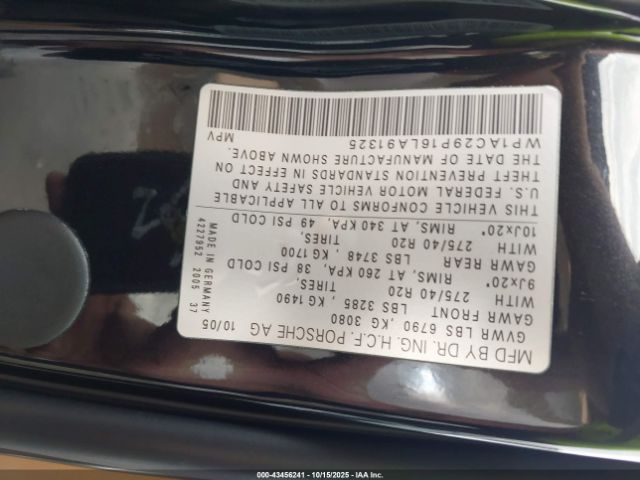 MFD BY DR. ING. H.C.F. PORSCHE AG 10/05
GVWR LBS 6790 , KG 3080
GAWR FRONT LBS 3285 , KG 1490
WITH 275/40 R20 TIRES,
9Jx20" RIMS, AT 260 KPA, 38 PSI COLD
GAWR REAR LBS 3748 , KG 1700
WITH 275/40 R20 TIRES,
10Jx20" RIMS, AT 340 KPA, 49 PSI COLD
THIS VEHICLE CONFORMS TO ALL APPLICABLE
U.S. FEDERAL MOTOR VEHICLE SAFETY AND
THEFT PREVENTION STANDARDS IN EFFECT ON
THE DATE OF MANUFACTURE SHOWN ABOVE.
WP1AC29P16LA91325 MPV
MADE IN GERMANY
4227952 2005 37
000-43456241 - 10/15/2025 - IAA Inc.